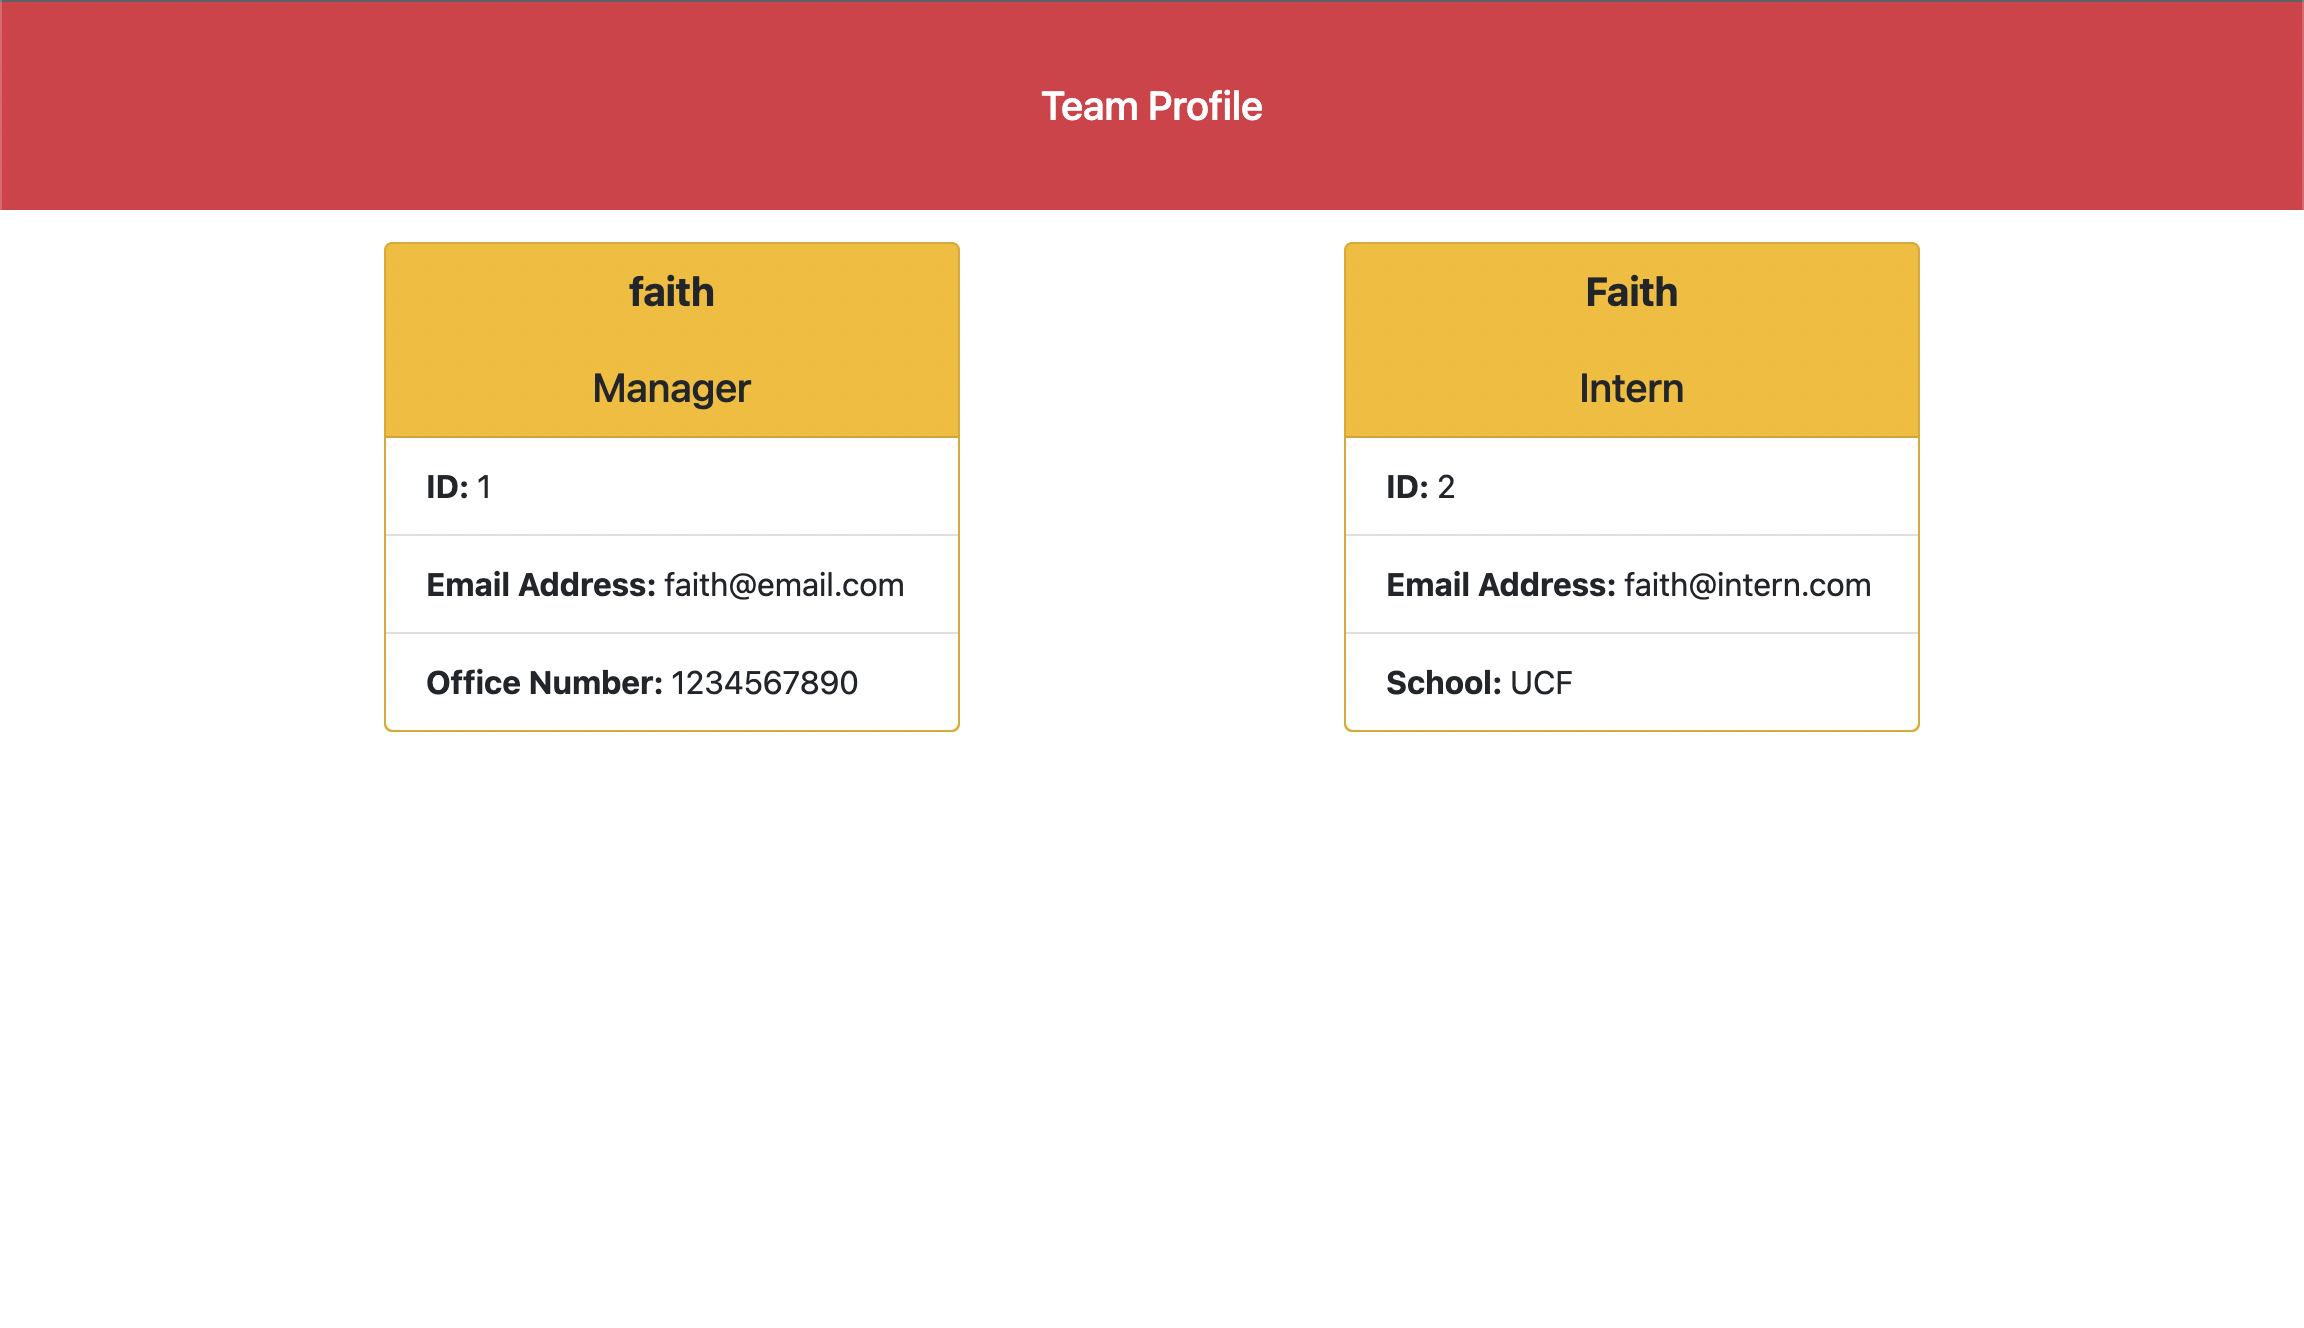 Team Profile
faith
Manager
ID: 1
Email Address: faith@email.com
Office Number: 1234567890
Faith
Intern
ID: 2
Email Address: faith@intern.com
School: UCF